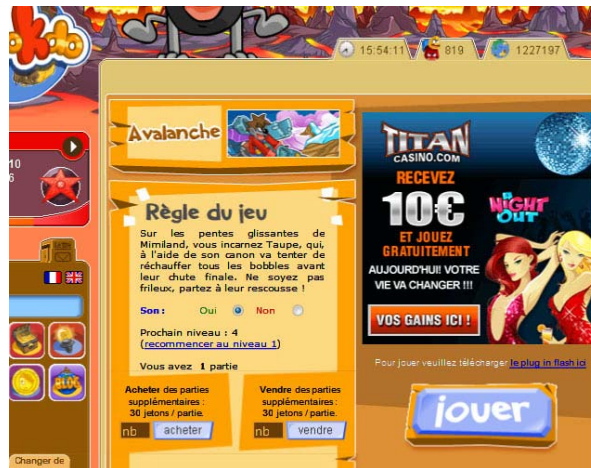 15:54:11
819
1227197
Avalanche
TITAN
CASINO.COM
RECEVEZ
10€
ET JOUEZ
GRATUITEMENT
AUJOURD'HUI! VOTRE
VIE VA CHANGER !!!
NIGHT
OUT
VOS GAINS ICI !
10
6
Règle du jeu
Sur les pentes glissantes de
Mimiland, vous incarnez Taupe, qui,
à l'aide de son canon va tenter de
réchauffer tous les bobbles avant
leur chute finale. Ne soyez pas
frileux, partez à leur rescousse !
Son : Oui Non
Prochain niveau : 4
(recommencer au niveau 1)
Vous avez 1 partie
Acheter des parties
supplémentaires :
30 jetons / partie.
nb acheter
Vendre des parties
supplémentaires :
30 jetons / partie.
nb vendre
Pour jouer veuillez télécharger le plug in flash ici
jouer
BLOG
Changer de